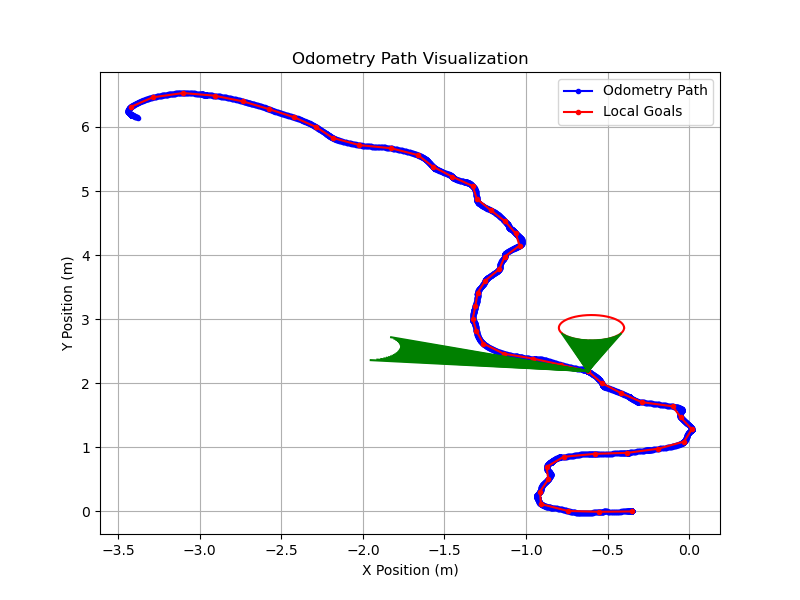 Odometry Path Visualization
Odometry Path
Local Goals
Y Position (m)
6
5
4
3
2
1
0
−3.5 −3.0 −2.5 −2.0 −1.5 −1.0 −0.5 0.0
X Position (m)